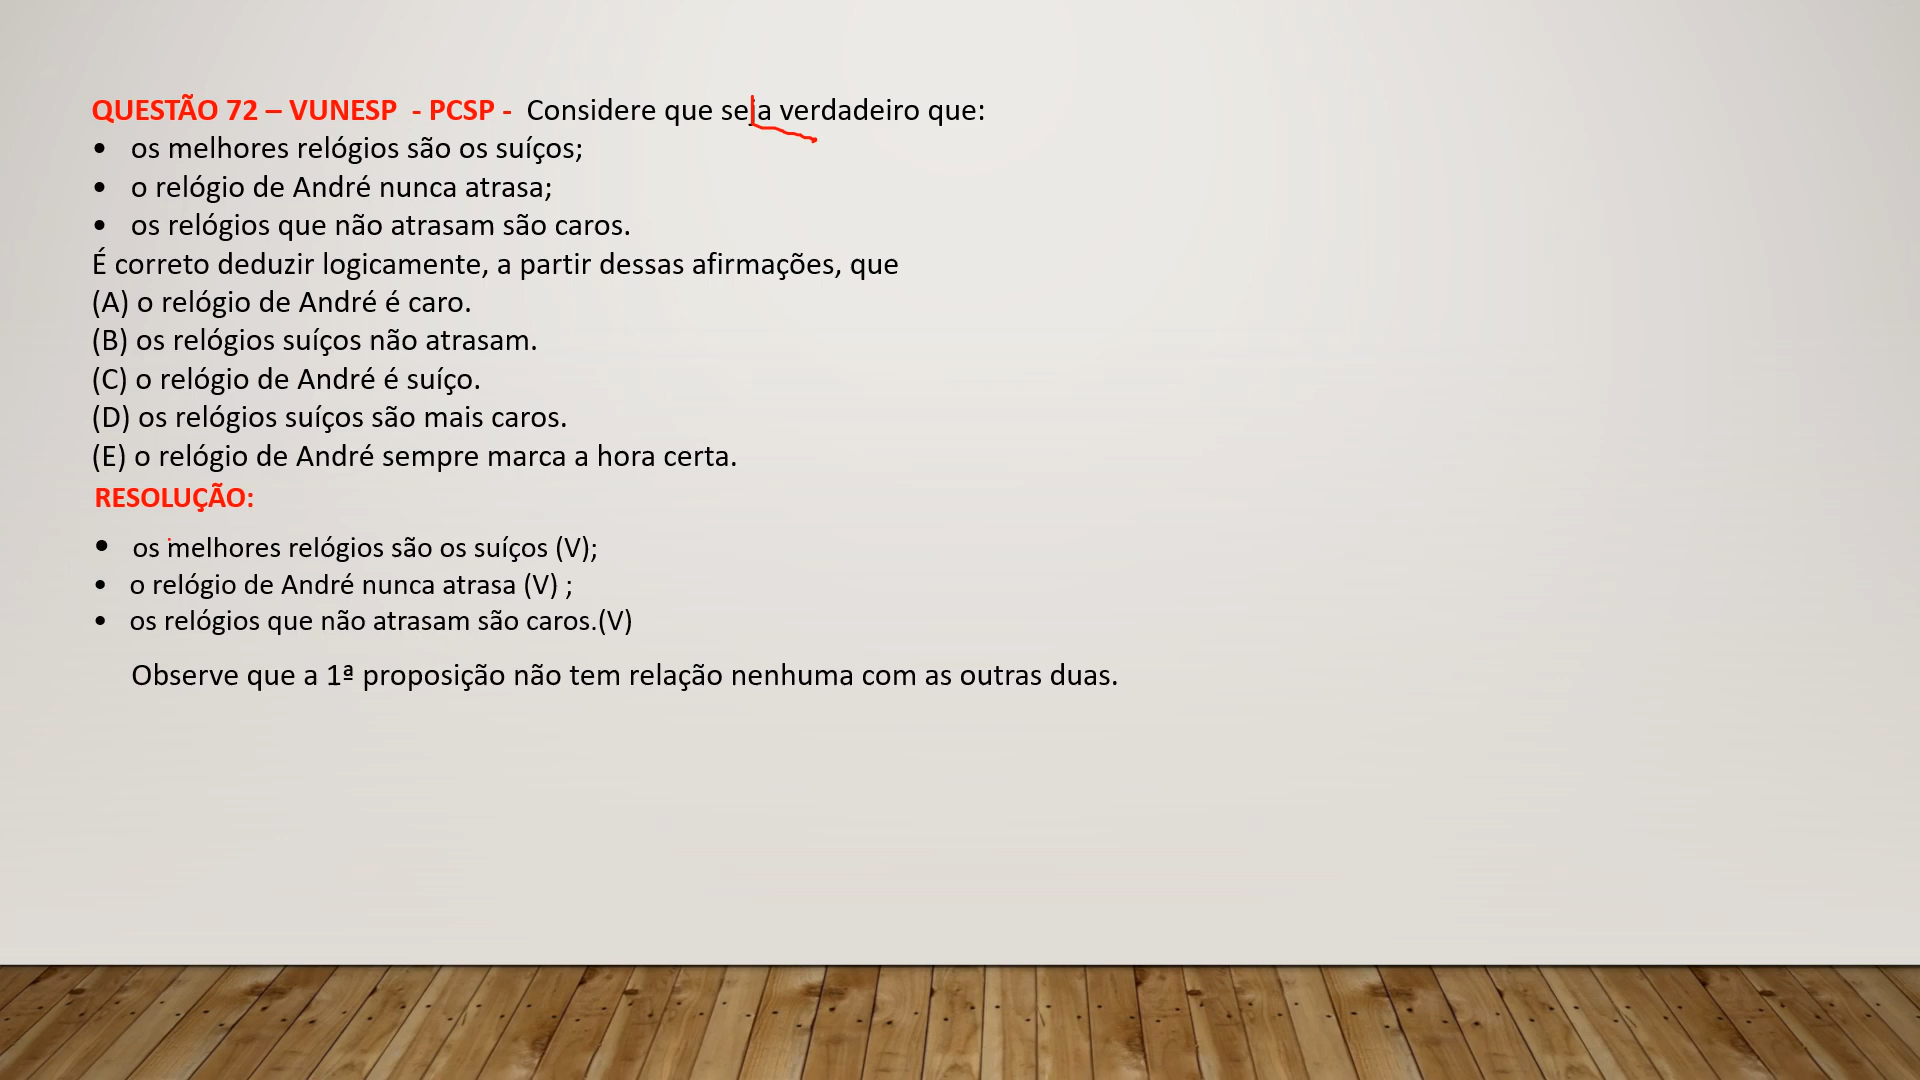 QUESTÃO 72 – VUNESP - PCSP - Considere que seja verdadeiro que:
• os melhores relógios são os suíços;
• o relógio de André nunca atrasa;
• os relógios que não atrasam são caros.
É correto deduzir logicamente, a partir dessas afirmações, que
(A) o relógio de André é caro.
(B) os relógios suíços não atrasam.
(C) o relógio de André é suíço.
(D) os relógios suíços são mais caros.
(E) o relógio de André sempre marca a hora certa.
RESOLUÇÃO:
• os melhores relógios são os suíços (V);
• o relógio de André nunca atrasa (V) ;
• os relógios que não atrasam são caros.(V)
Observe que a 1ª proposição não tem relação nenhuma com as outras duas.